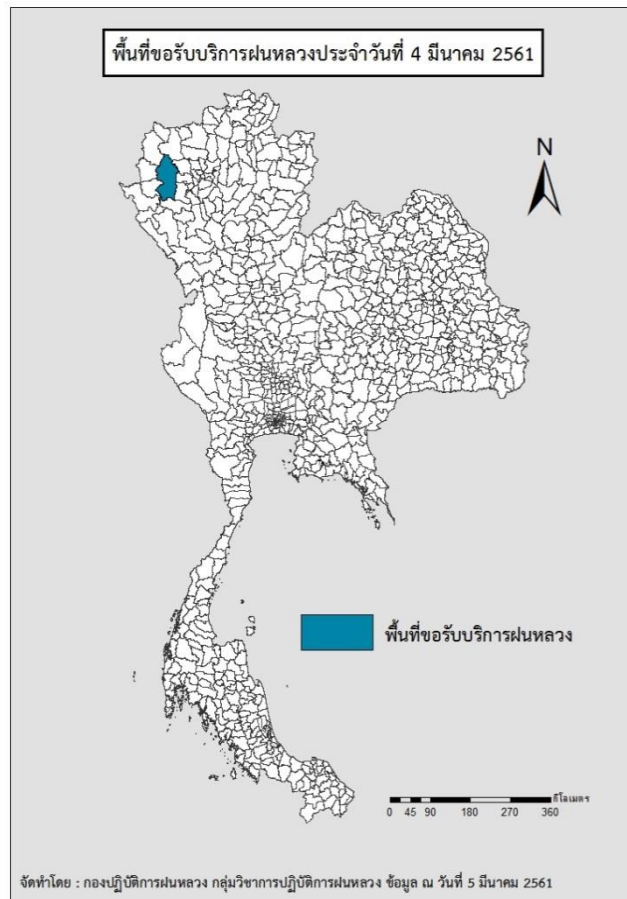 พื้นที่ขอรับบริการฝนหลวงประจำวันที่ 4 มีนาคม 2561
N
พื้นที่ขอรับบริการฝนหลวง
กิโลเมตร
0 45 90 180 270 360
จัดทำโดย : กองปฏิบัติการฝนหลวง กลุ่มวิชาการปฏิบัติการฝนหลวง ข้อมูล ณ วันที่ 5 มีนาคม 2561